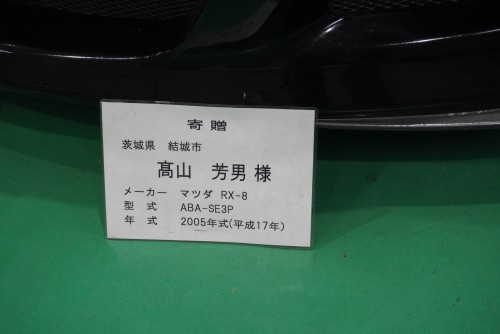 寄贈
茨城県 結城市
髙山 芳男 様
メーカー マツダ RX-8
型 式 ABA-SE3P
年 式 2005年式(平成17年)